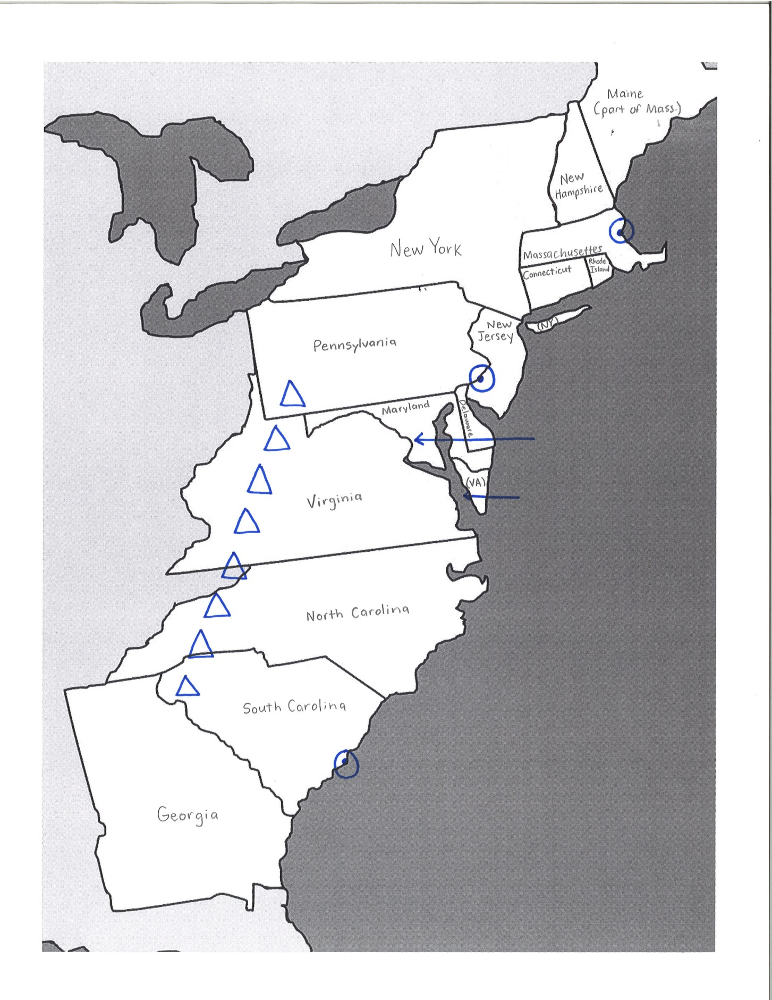 Maine
(part of Mass.)
New
Hampshire
New York
Massachusettes
Rhode
Island
Connecticut
New
Jersey
(NY)
Pennsylvania
Maryland
Delaware
(VA)
Virginia
North Carolina
South Carolina
Georgia